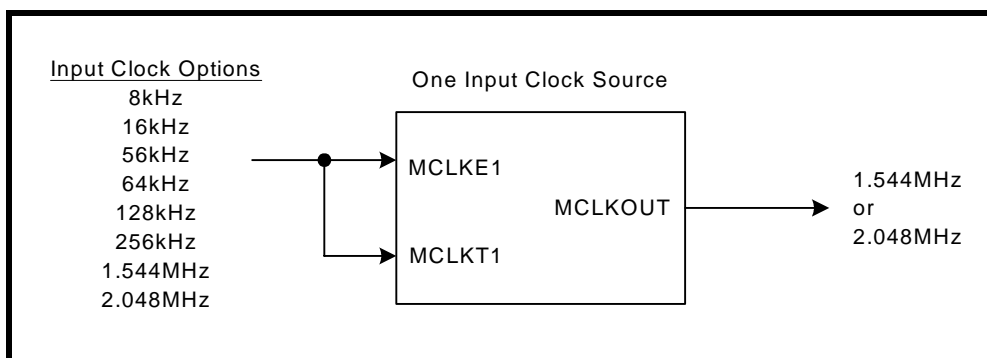 Input Clock Options
8kHz
16kHz
56kHz
64kHz
128kHz
256kHz
1.544MHz
2.048MHz
One Input Clock Source
MCLKE1
MCLKT1
MCLKOUT
1.544MHz
or
2.048MHz